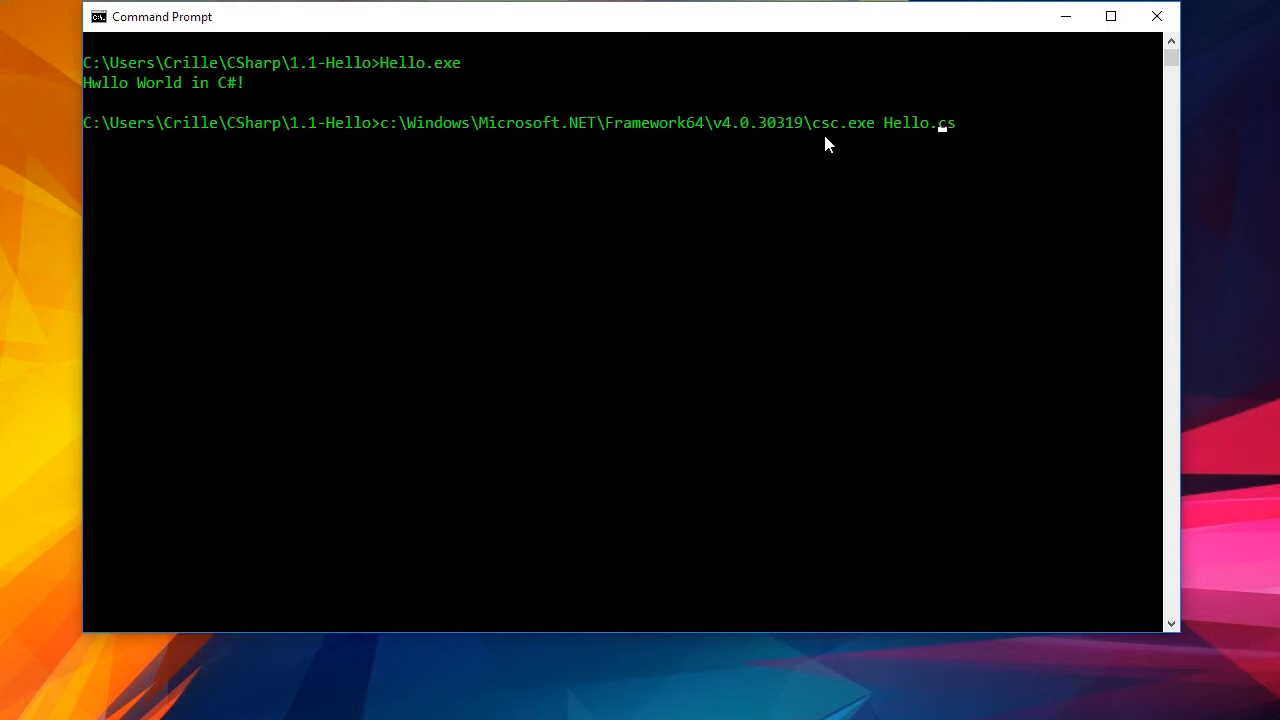 Command Prompt
C:\Users\Crille\CSharp\1.1-Hello>Hello.exe
Hwllo World in C#!
C:\Users\Crille\CSharp\1.1-Hello>c:\Windows\Microsoft.NET\Framework64\v4.0.30319\csc.exe Hello.cs